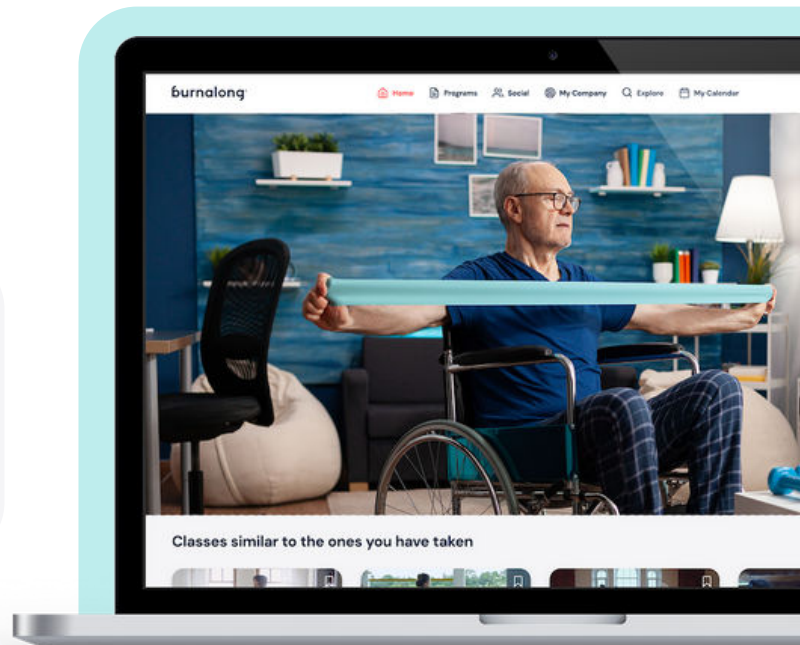 burnalong
Home Programs Social My Company Explore My Calendar
Classes similar to the ones you have taken